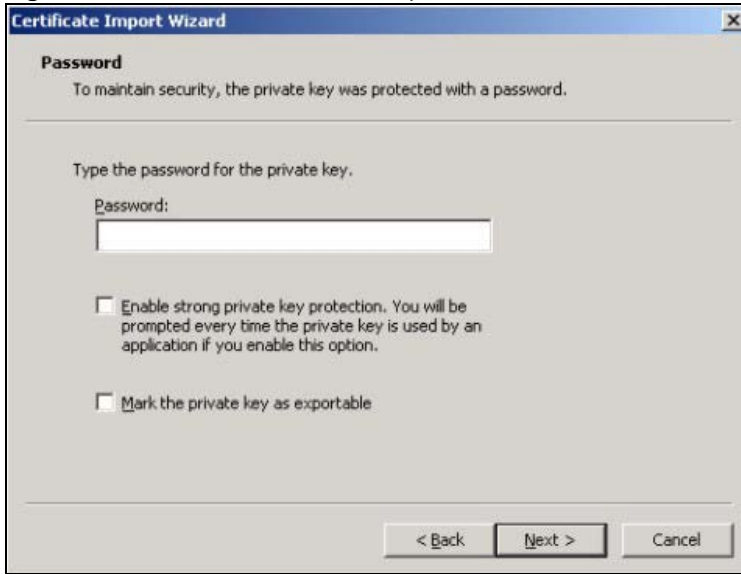 Certificate Import Wizard
Password
To maintain security, the private key was protected with a password.
Type the password for the private key.
Password:
Enable strong private key protection. You will be
prompted every time the private key is used by an
application if you enable this option.
Mark the private key as exportable
< Back
Next >
Cancel